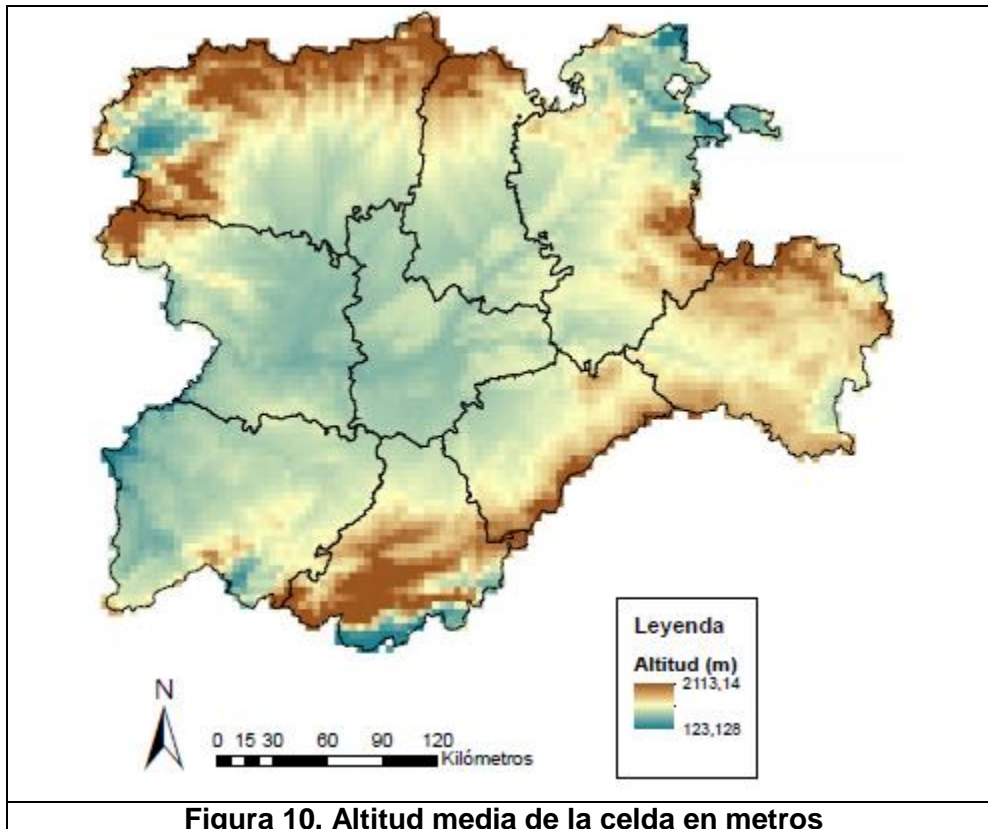 Leyenda
Altitud (m)
2113,14
123,128
N
0 15 30 60 90 120
Kilómetros
Figura 10. Altitud media de la celda en metros